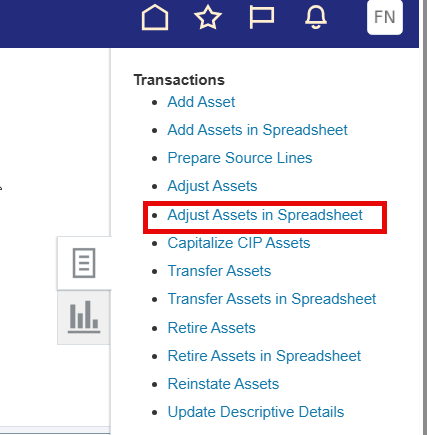 FN
Transactions
Add Asset
Add Assets in Spreadsheet
Prepare Source Lines
Adjust Assets
Adjust Assets in Spreadsheet
Capitalize CIP Assets
Transfer Assets
Transfer Assets in Spreadsheet
Retire Assets
Retire Assets in Spreadsheet
Reinstate Assets
Update Descriptive Details